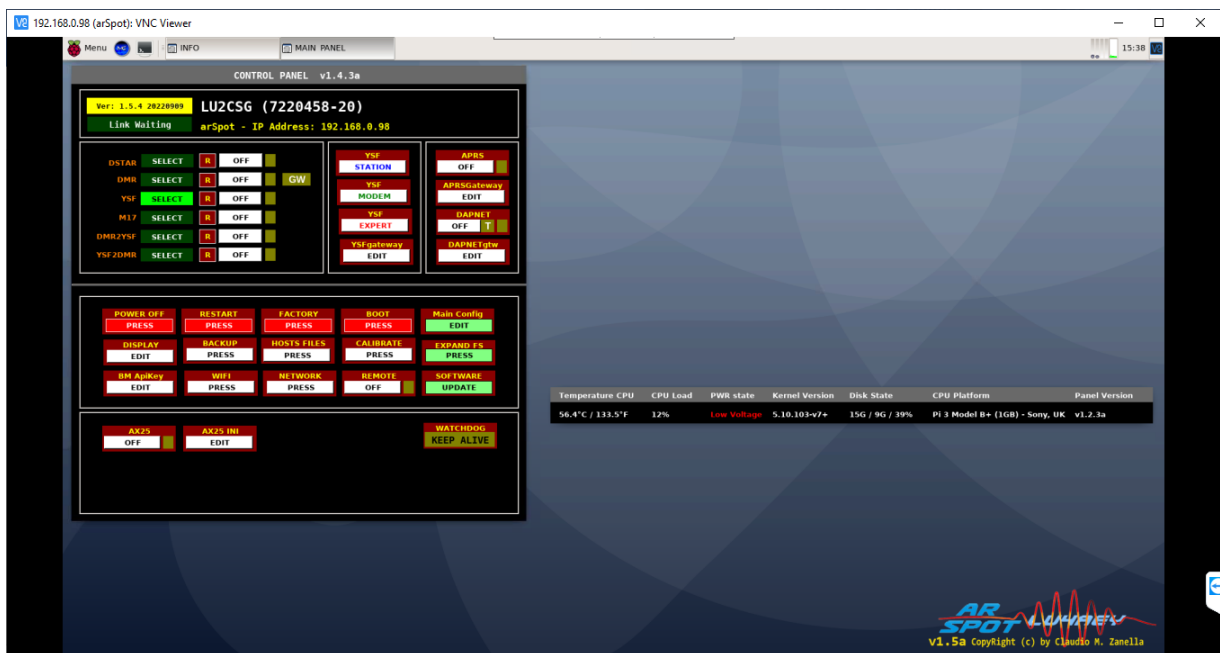 192.168.0.98 (arSpot): VNC Viewer
Menu INFO MAIN PANEL 15:38
CONTROL PANEL v1.4.3a
Ver: 1.5.4 20220909 LU2CSG (7220458-20)
Link Waiting arSpot - IP Address: 192.168.0.98
DSTAR SELECT R OFF
DMR SELECT R OFF GW
YSF SELECT R OFF
M17 SELECT R OFF
DMR2YSF SELECT R OFF
YSF2DMR SELECT R OFF
YSF
STATION
YSF
MODEM
YSF
EXPERT
YSFgateway
EDIT
APRS
OFF
APRSGateway
EDIT
DAPNET
OFF T
DAPNETgtw
EDIT
POWER OFF RESTART FACTORY BOOT Main Config
PRESS PRESS PRESS PRESS EDIT
DISPLAY BACKUP HOSTS FILES CALIBRATE EXPAND FS
EDIT PRESS PRESS PRESS PRESS
BM ApiKey WIFI NETWORK REMOTE SOFTWARE
EDIT PRESS PRESS OFF UPDATE
AX25 AX25 INI WATCHDOG
OFF EDIT KEEP ALIVE
Temperature CPU CPU Load PWR state Kernel Version Disk State CPU Platform Panel Version
56.4°C / 133.5°F 12% Low Voltage 5.10.103-v7+ 15G / 9G / 39% Pi 3 Model B+ (1GB) - Sony, UK v1.2.3a
AR
SPOT
V1.5a CopyRight (c) by Claudio M. Zanella